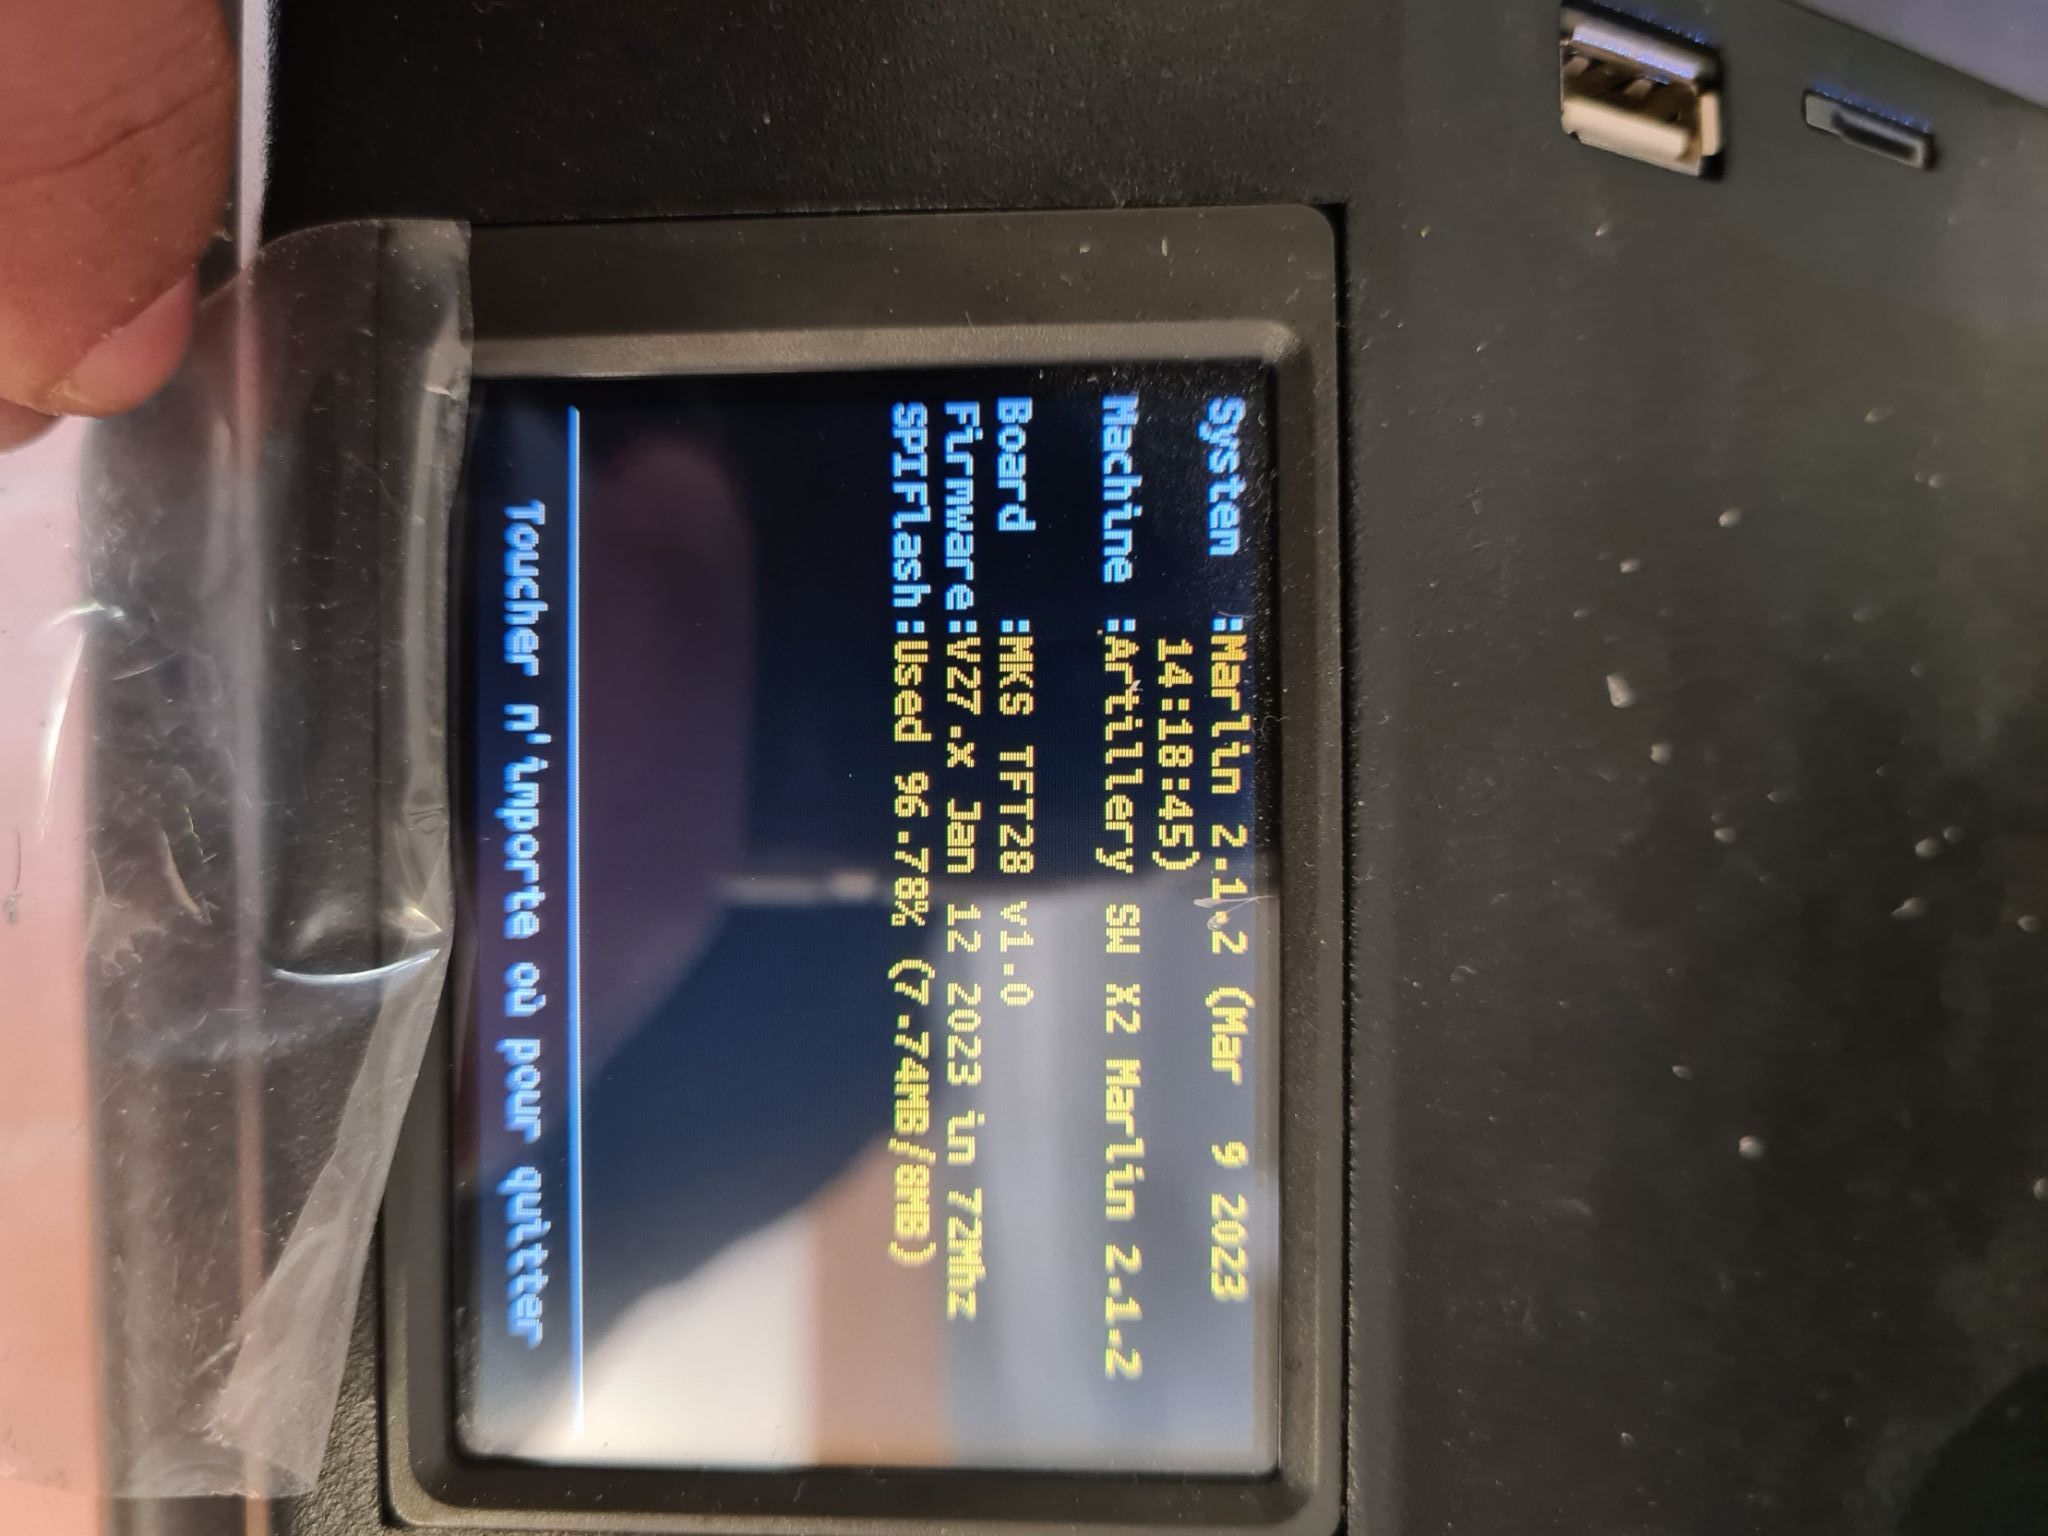 System :Marlin 2.1.2 (Mar 9 2023
14:18:45)
Machine :Artillery SW X2 Marlin 2.1.2
Board :MKS TFT28 v1.0
Firmware:V27.x Jan 12 2023 in 72Mhz
SPIFlash:Used 96.78% (7.74MB/8MB)
Toucher n'importe où pour quitter